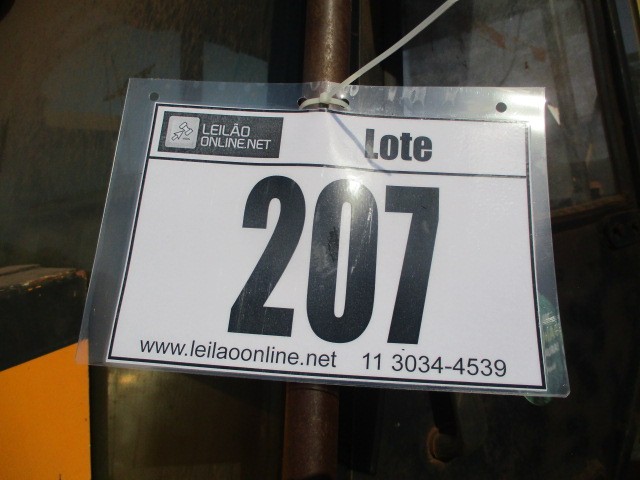 LEILÃO
ONLINE.NET
Lote
207
www.leilaoonline.net 11 3034-4539